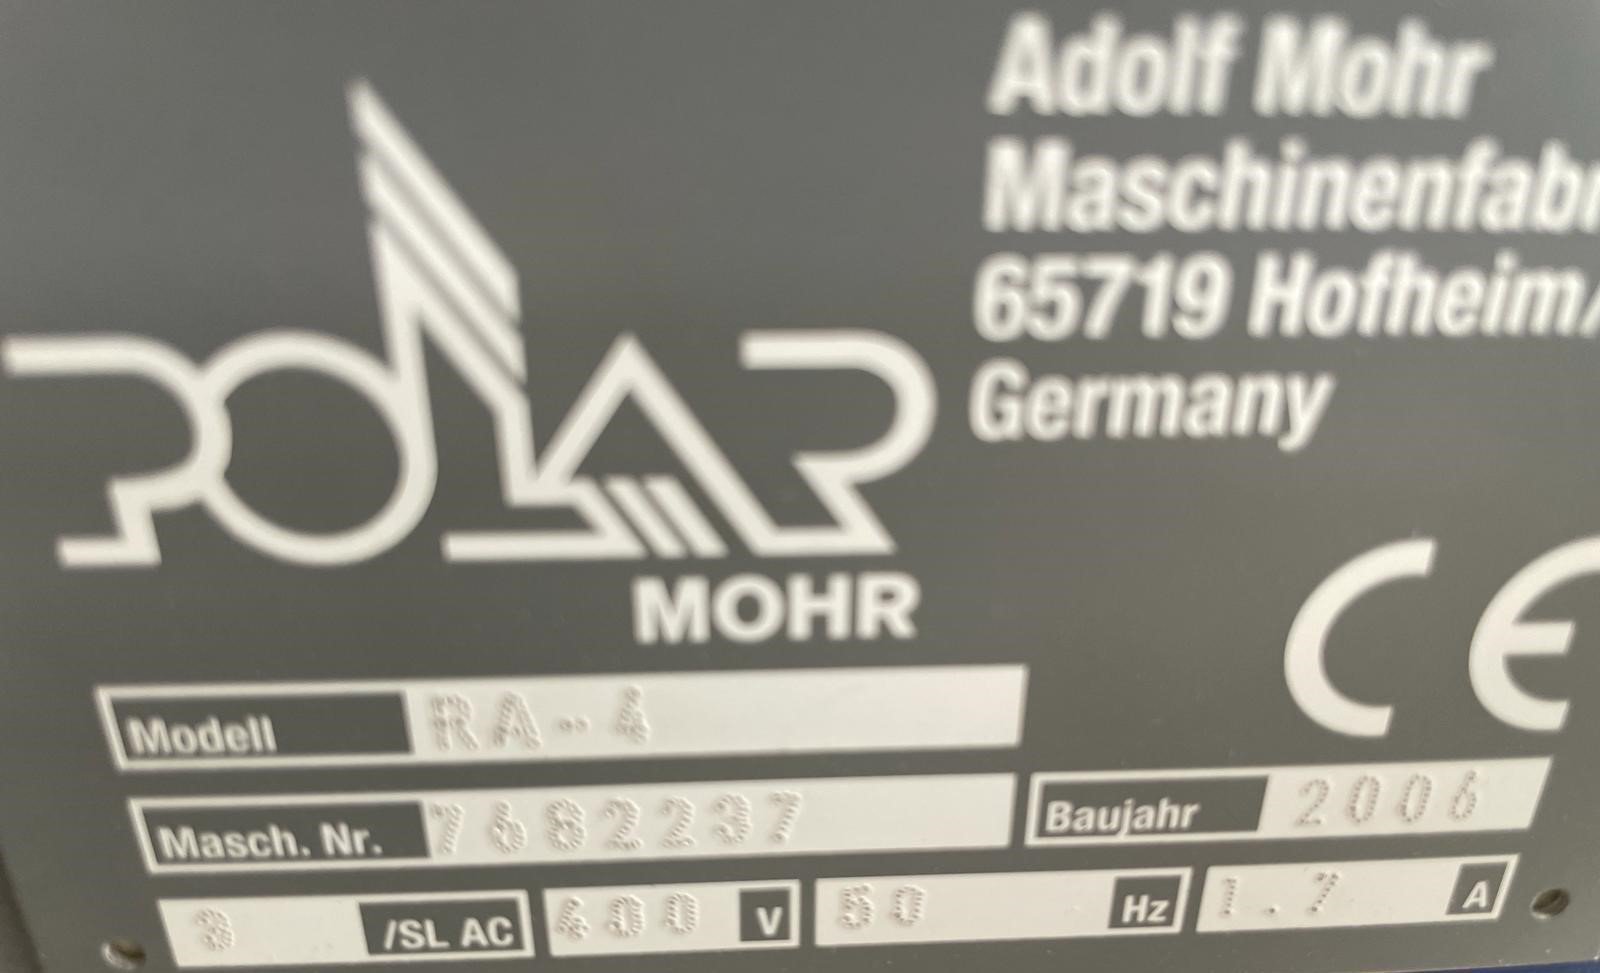 POLAR
MOHR
Adolf Mohr
Maschinenfabr
65719 Hofheim/
Germany
CE
Modell RA-4
Masch. Nr. 7682237
Baujahr 2006
3 /SL AC 400 V 50 Hz 1.7 A